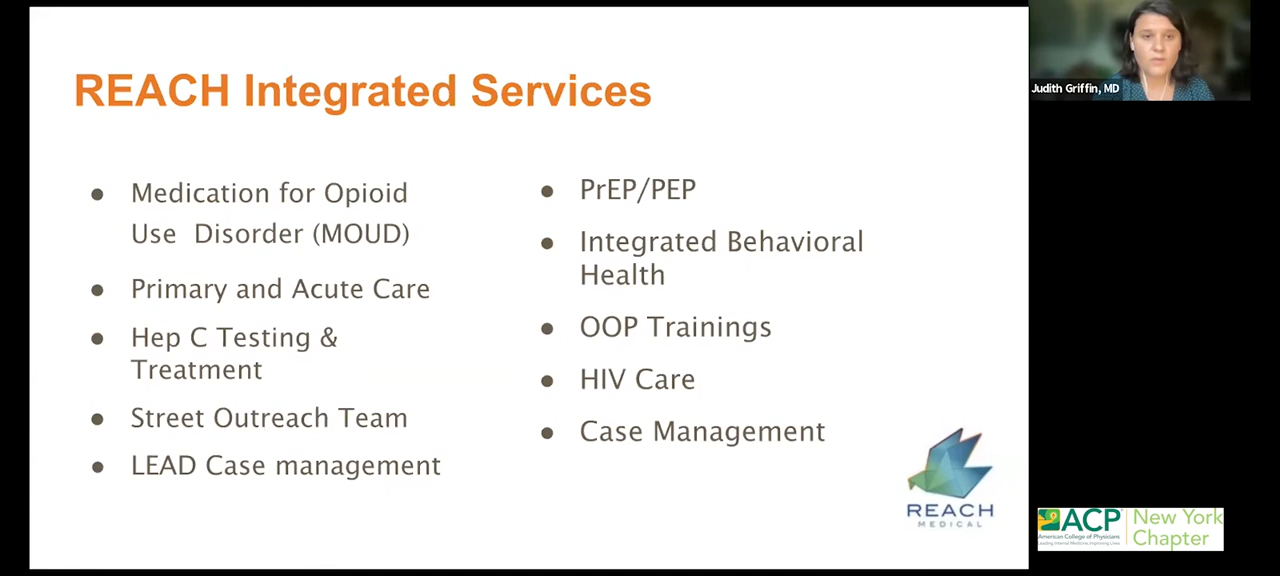 REACH Integrated Services
● Medication for Opioid
Use Disorder (MOUD)
● Primary and Acute Care
● Hep C Testing &
Treatment
● Street Outreach Team
● LEAD Case management
● PrEP/PEP
● Integrated Behavioral
Health
● OOP Trainings
● HIV Care
● Case Management
REACH
MEDICAL
Judith Griffin, MD
ACP®
American College of Physicians
Leading Internal Medicine, Improving Lives
New York
Chapter